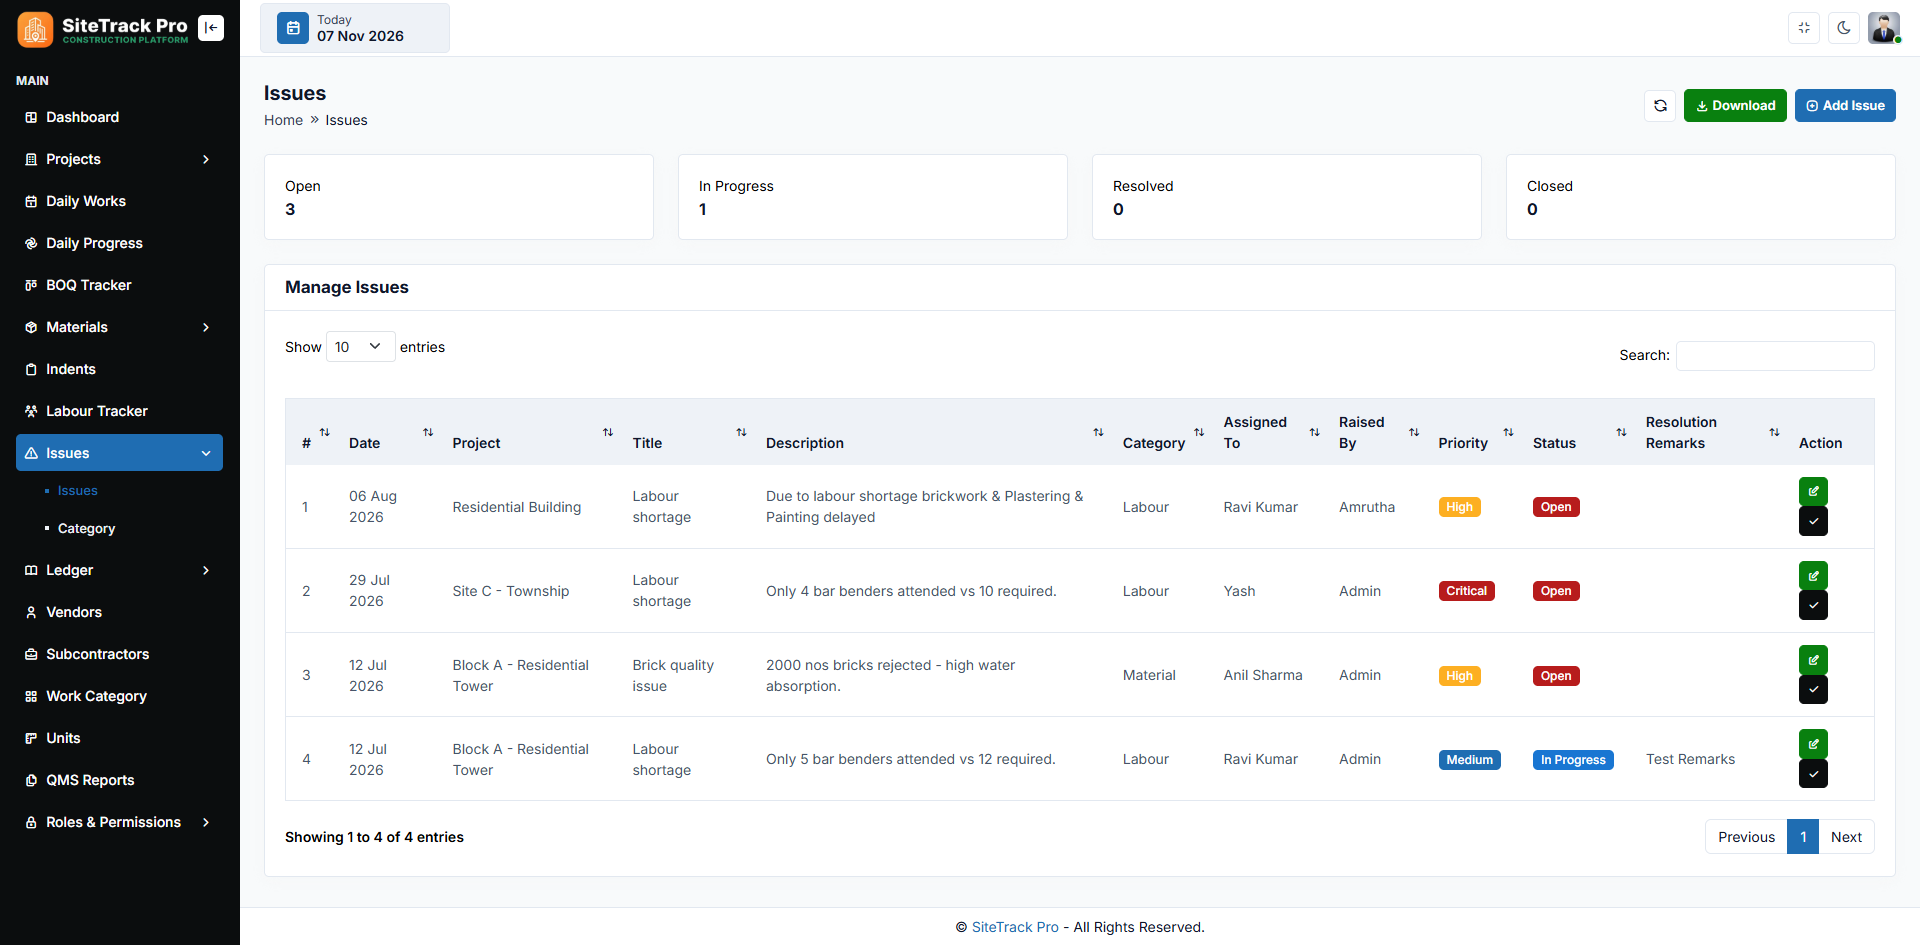 SiteTrack Pro
CONSTRUCTION PLATFORM
MAIN
Dashboard
Projects
Daily Works
Daily Progress
BOQ Tracker
Materials
Indents
Labour Tracker
Issues
Issues
Category
Ledger
Vendors
Subcontractors
Work Category
Units
QMS Reports
Roles & Permissions
Today
07 Nov 2026
Issues
Home » Issues
Download
Add Issue
Open
3
In Progress
1
Resolved
0
Closed
0
Manage Issues
Show 10 entries
Search:
# Date Project Title Description Category Assigned To Raised By Priority Status Resolution Remarks Action
1 06 Aug 2026 Residential Building Labour shortage Due to labour shortage brickwork & Plastering & Painting delayed Labour Ravi Kumar Amrutha High Open
2 29 Jul 2026 Site C - Township Labour shortage Only 4 bar benders attended vs 10 required. Labour Yash Admin Critical Open
3 12 Jul 2026 Block A - Residential Tower Brick quality issue 2000 nos bricks rejected - high water absorption. Material Anil Sharma Admin High Open
4 12 Jul 2026 Block A - Residential Tower Labour shortage Only 5 bar benders attended vs 12 required. Labour Ravi Kumar Admin Medium In Progress Test Remarks
Showing 1 to 4 of 4 entries
Previous 1 Next
© SiteTrack Pro - All Rights Reserved.